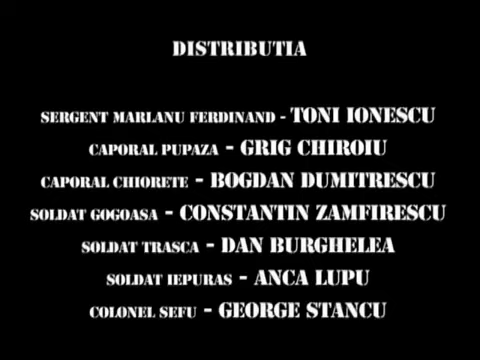 DISTRIBUTIA
SERGENT MARLANU FERDINAND - TONI IONESCU
CAPORAL PUPAZA - GRIG CHIROIU
CAPORAL CHIORETE - BOGDAN DUMITRESCU
SOLDAT GOGOASA - CONSTANTIN ZAMFIRESCU
SOLDAT TRASCA - DAN BURGHELEA
SOLDAT IEPURAS - ANCA LUPU
COLONEL SEFU - GEORGE STANCU